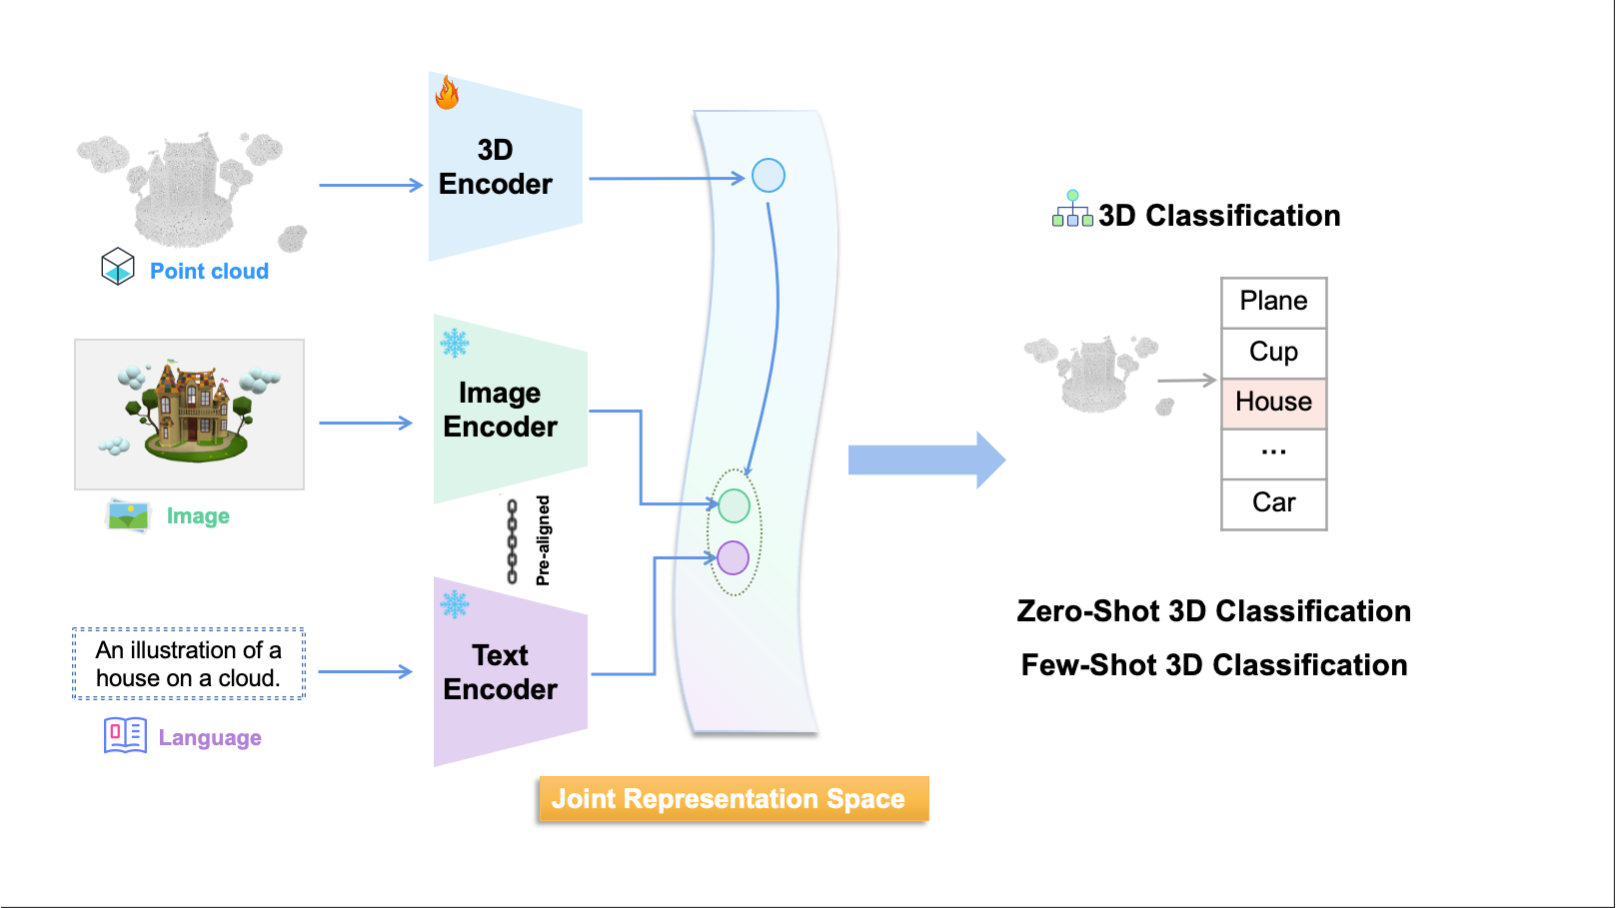 Point cloud
Image
An illustration of a
house on a cloud.
Language
3D
Encoder
Image
Encoder
Pre-aligned
Text
Encoder
Joint Representation Space
3D Classification
Plane
Cup
House
...
Car
Zero-Shot 3D Classification
Few-Shot 3D Classification